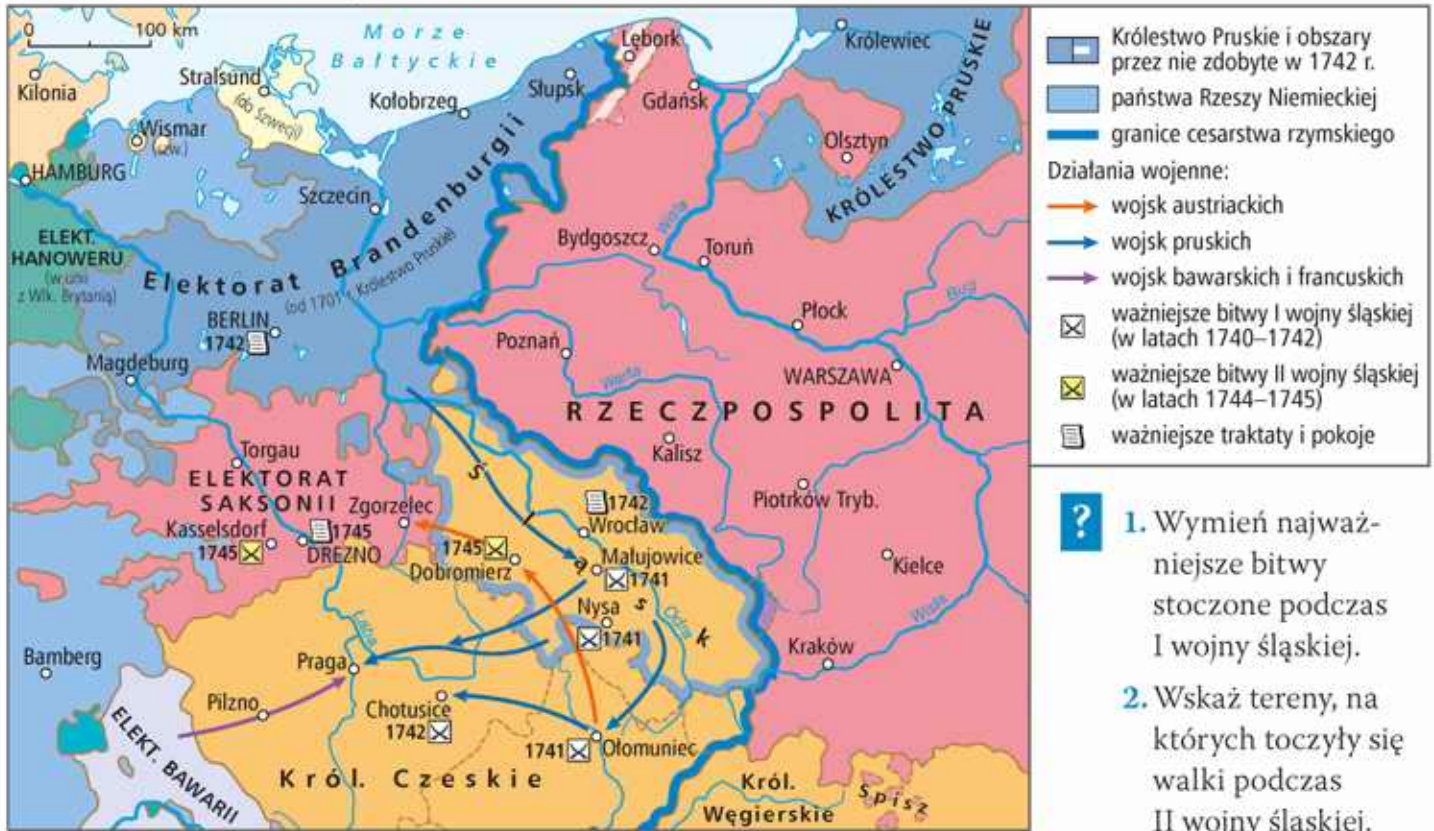 0 100 km
Morze
Bałtyckie
Kilonia
Stralsund
(do Szwecji)
Wismar
(szw.)
HAMBURG
Kołobrzeg
Słupsk
Lębork
Gdańsk
Królewiec
Olsztyn
KRÓLESTWO PRUSKIE
Szczecin
ELEKT.
HANOWERU
(w unii
z Wlk. Brytanią)
Elektorat Brandenburgii
(od 1701 r. Królestwo Pruskie)
BERLIN
1742
Magdeburg
Bydgoszcz
Wisła
Toruń
Płock
Bug
Poznań
Warta
WARSZAWA
RZECZPOSPOLITA
Kalisz
Piotrków Tryb.
Kielce
Wisła
Kraków
Torgau
ELEKTORAT
SAKSONII
Zgorzelec
Kasselsdorf
1745
1745
DREZNO
1745
Dobromierz
Śląsk
1742
Wrocław
Małujowice
1741
Nysa
1741
Odra
Łaba
Bamberg
Praga
Pilzno
Chotusice
1742
1741
Ołomuniec
ELEKT. BAWARII
Król. Czeskie
Król.
Węgierskie
Spisz
Królestwo Pruskie i obszary
przez nie zdobyte w 1742 r.
państwa Rzeszy Niemieckiej
granice cesarstwa rzymskiego
Działania wojenne:
wojsk austriackich
wojsk pruskich
wojsk bawarskich i francuskich
ważniejsze bitwy I wojny śląskiej
(w latach 1740–1742)
ważniejsze bitwy II wojny śląskiej
(w latach 1744–1745)
ważniejsze traktaty i pokoje
?
1. Wymień najważ-
niejsze bitwy
stoczone podczas
I wojny śląskiej.
2. Wskaż tereny, na
których toczyły się
walki podczas
II wojny śląskiej.